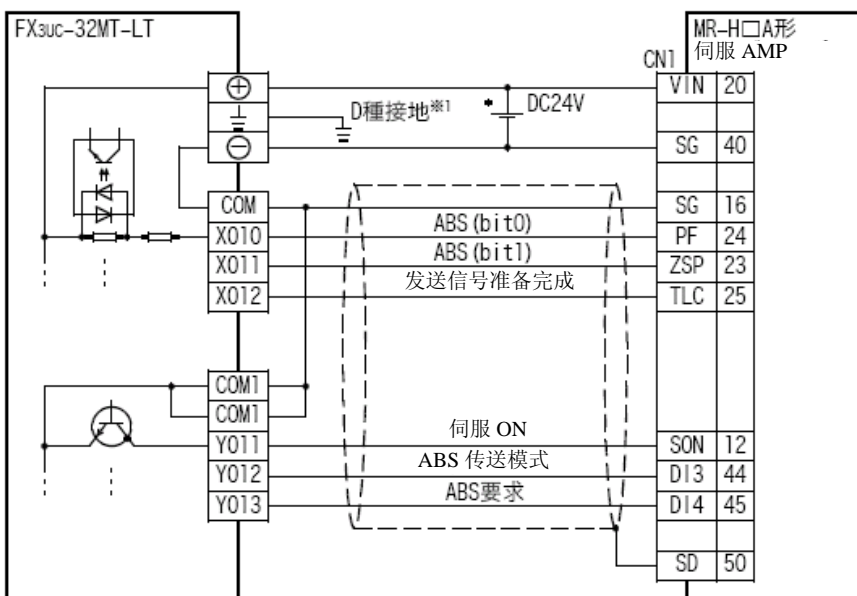 FX3UC-32MT-LT
MR-H□A形
伺服 AMP
CN1
⊕
D種接地※1
DC24V
VIN 20
⊖
SG 40
COM
SG 16
X010
ABS(bit0)
PF 24
X011
ABS(bit1)
ZSP 23
X012
发送信号准备完成
TLC 25
COM1
COM1
Y011
伺服 ON
SON 12
Y012
ABS 传送模式
DI3 44
Y013
ABS要求
DI4 45
SD 50